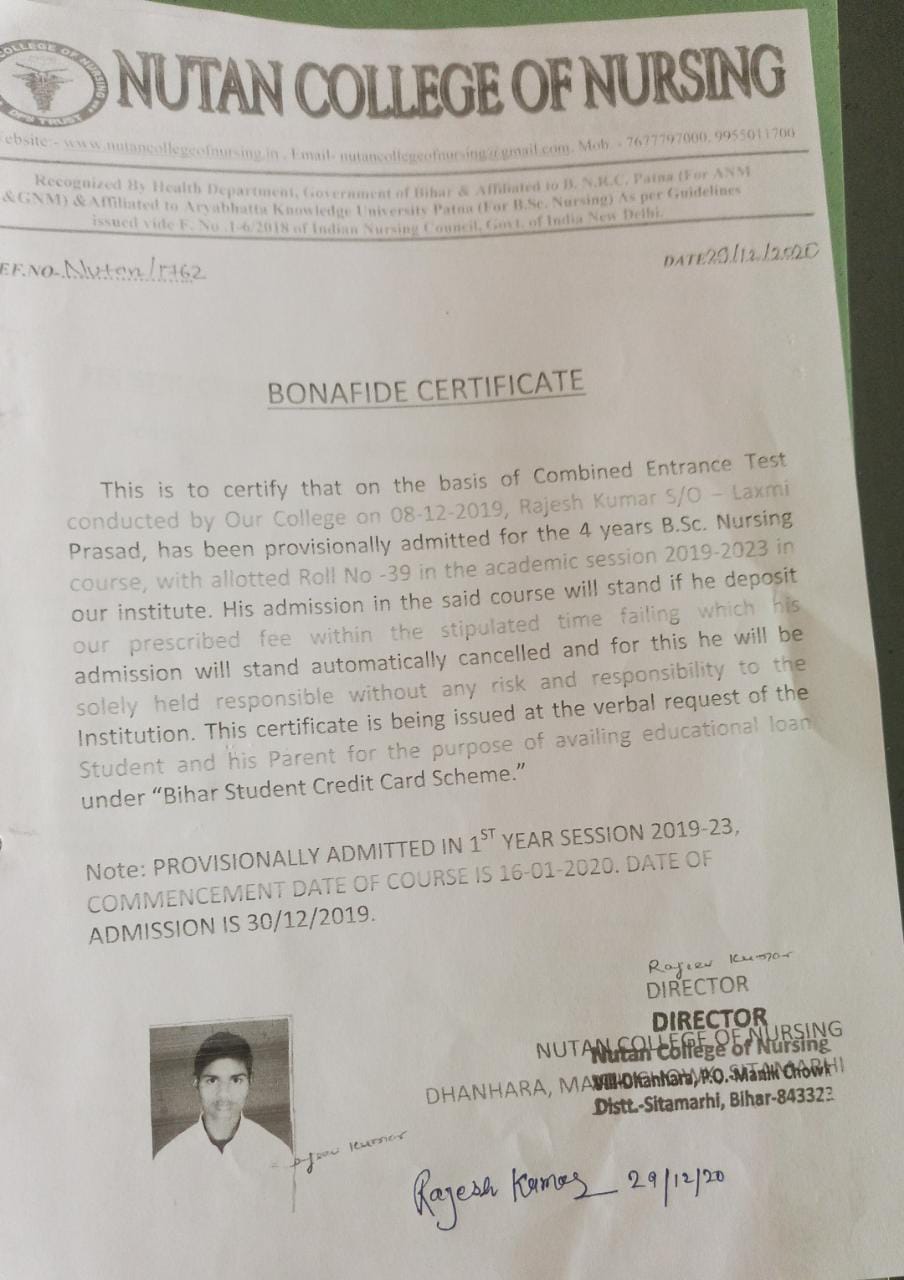 COLLEGE OF NURSING
TRUST
NUTAN COLLEGE OF NURSING
ebsite:- www.nutancollegeofnursing.in , Email- nutancollegeofnursing@gmail.com. Mob. - 7677797000, 9955011700
Recognized By Health Department, Government of Bihar & Affiliated to B. N.R.C. Patna (For ANM
&GNM) &Affiliated to Aryabhatta Knowledge University Patna (For B.Sc. Nursing) As per Guidelines
issued vide F. No .1-6/2018 of Indian Nursing Council, Govt. of India New Delhi.
EF.NO-
DATE 29/12/2020
BONAFIDE CERTIFICATE
This is to certify that on the basis of Combined Entrance Test
conducted by Our College on 08-12-2019, Rajesh Kumar S/O – Laxmi
Prasad, has been provisionally admitted for the 4 years B.Sc. Nursing
course, with allotted Roll No -39 in the academic session 2019-2023 in
our institute. His admission in the said course will stand if he deposit
our prescribed fee within the stipulated time failing which his
admission will stand automatically cancelled and for this he will be
solely held responsible without any risk and responsibility to the
Institution. This certificate is being issued at the verbal request of the
Student and his Parent for the purpose of availing educational loan
under “Bihar Student Credit Card Scheme.”
Note: PROVISIONALLY ADMITTED IN 1ST YEAR SESSION 2019-23,
COMMENCEMENT DATE OF COURSE IS 16-01-2020. DATE OF
ADMISSION IS 30/12/2019.
Rajeev Kumar
DIRECTOR
DIRECTOR
NUTAN COLLEGE OF NURSING
Nutan College of Nursing
DHANHARA, SITAMARHI
Vill-Dhanhara, P.O.-Manik Chowk
Distt.-Sitamarhi, Bihar-843323
Rajeev Kumar
Rajesh Kumar 29/12/20